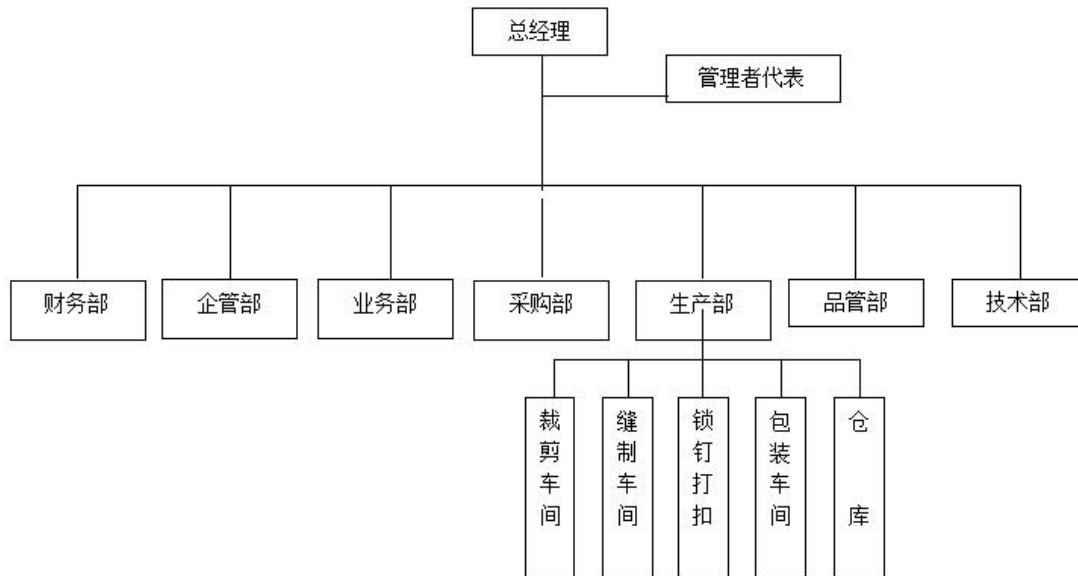 总经理
管理者代表
财务部
企管部
业务部
采购部
生产部
品管部
技术部
裁剪车间
缝制车间
锁钉打扣
包装车间
仓库